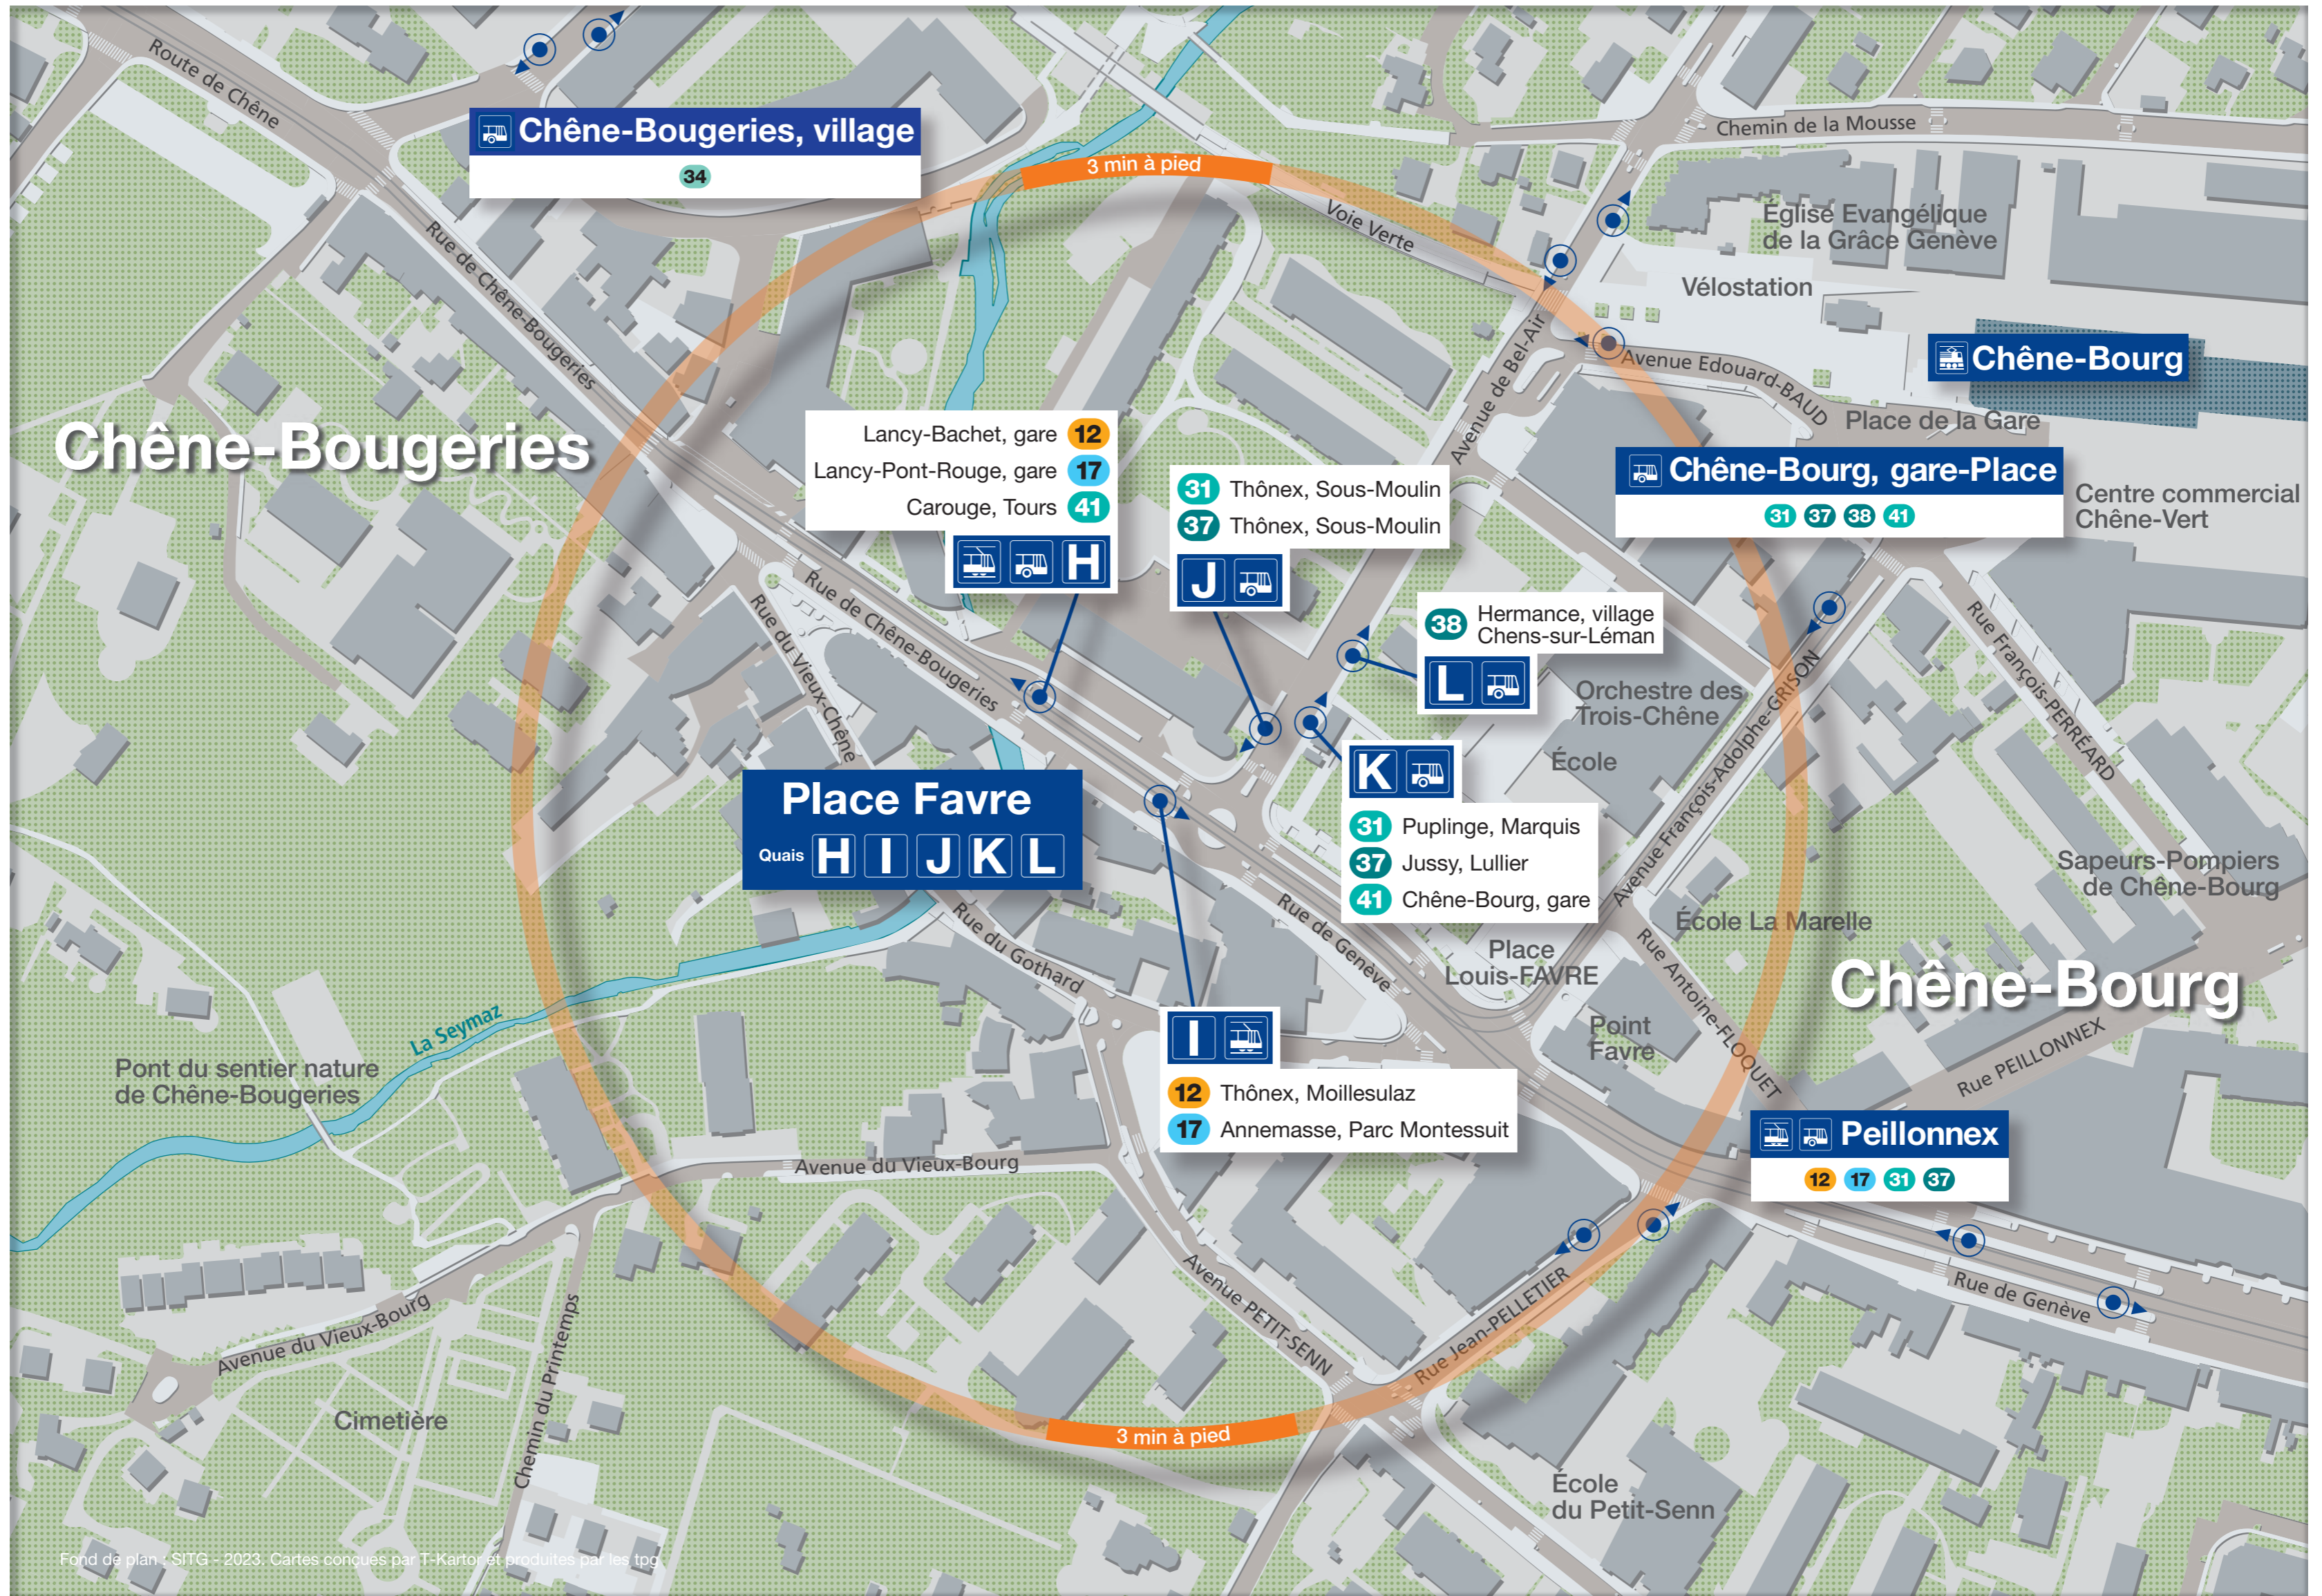 Route de Chêne
Chêne-Bougeries, village
34
3 min à pied
Chemin de la Mousse
Église Evangélique
de la Grâce Genève
Voie Verte
Vélostation
Rue de Chêne-Bougeries
Avenue de Bel-Air
Chêne-Bourg
Avenue Edouard-BAUD
Place de la Gare
Chêne-Bougeries
Lancy-Bachet, gare 12
Lancy-Pont-Rouge, gare 17
Carouge, Tours 41
H
31 Thônex, Sous-Moulin
37 Thônex, Sous-Moulin
J
Chêne-Bourg, gare-Place
31 37 38 41
Centre commercial
Chêne-Vert
Rue de Chêne-Bougeries
Rue du Vieux-Chêne
38 Hermance, village
Chens-sur-Léman
L
Orchestre des
Trois-Chêne
École
Avenue François-Adolphe-GRISON
Rue François-PERRÉARD
K
31 Puplinge, Marquis
37 Jussy, Lullier
41 Chêne-Bourg, gare
Place Favre
Quais H I J K L
Sapeurs-Pompiers
de Chêne-Bourg
École La Marelle
Rue du Gothard
Rue de Genève
Place
Louis-FAVRE
Rue Antoine-FLOQUET
Chêne-Bourg
La Seymaz
Point
Favre
Rue PEILLONNEX
Pont du sentier nature
de Chêne-Bougeries
I
12 Thônex, Moillesulaz
17 Annemasse, Parc Montessuit
Peillonnex
12 17 31 37
Avenue du Vieux-Bourg
Avenue PETIT-SENN
Rue Jean-PELLETIER
Rue de Genève
Avenue du Vieux-Bourg
Chemin du Printemps
Cimetière
3 min à pied
École
du Petit-Senn
Fond de plan : SITG - 2023. Cartes conçues par T-Kartor et produites par les tpg.